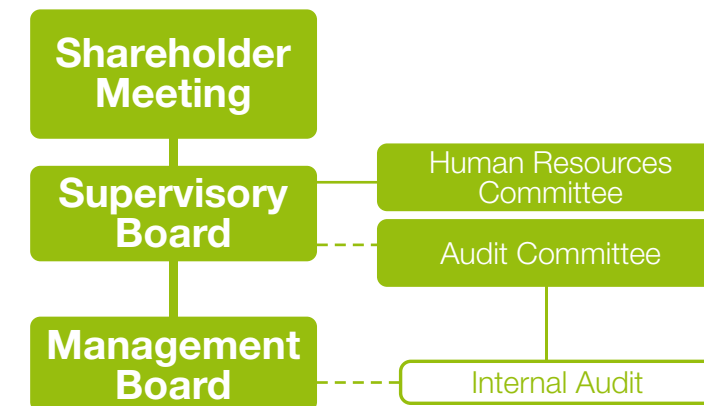 Shareholder
Meeting
Supervisory
Board
Human Resources
Committee
Audit Committee
Management
Board
Internal Audit